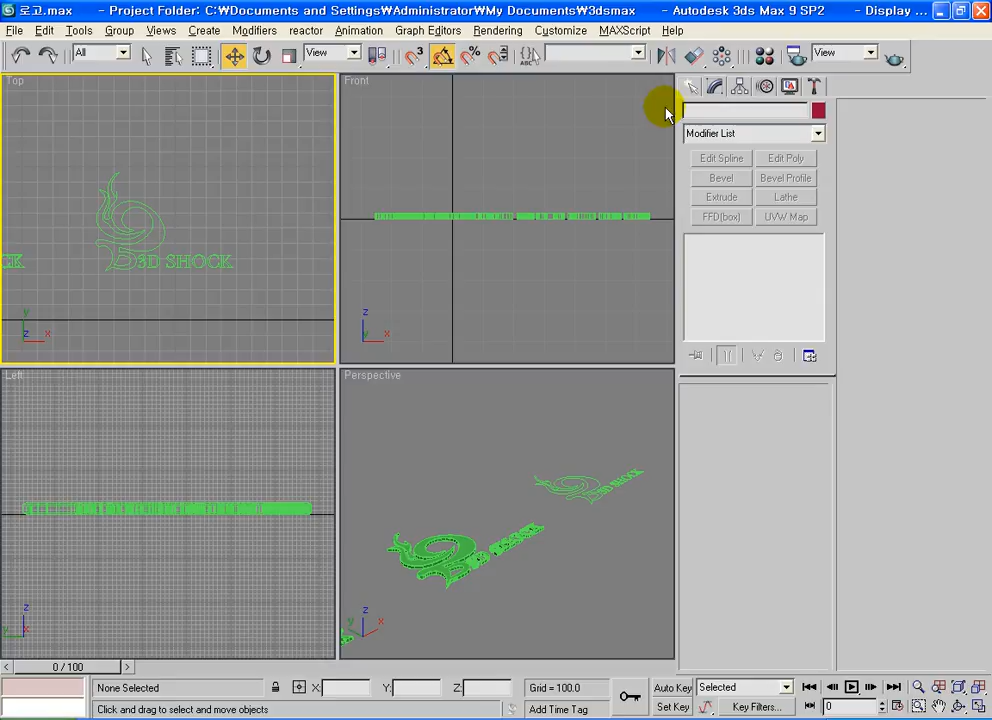 로고.max - Project Folder: C:₩Documents and Settings₩Administrator₩My Documents₩3dsmax - Autodesk 3ds Max 9 SP2 - Display ...
File Edit Tools Group Views Create Modifiers reactor Animation Graph Editors Rendering Customize MAXScript Help
All View View
Top
Front
3D SHOCK
z x
y
z
y x
Left
z
y x
Perspective
3D SHOCK
z
y x
Modifier List
Edit Spline Edit Poly
Bevel Bevel Profile
Extrude Lathe
FFD(box) UVW Map
< 0 / 100 >
None Selected X: Y: Z: Grid = 100.0 Auto Key Selected
Click and drag to select and move objects Add Time Tag Set Key Key Filters... 0